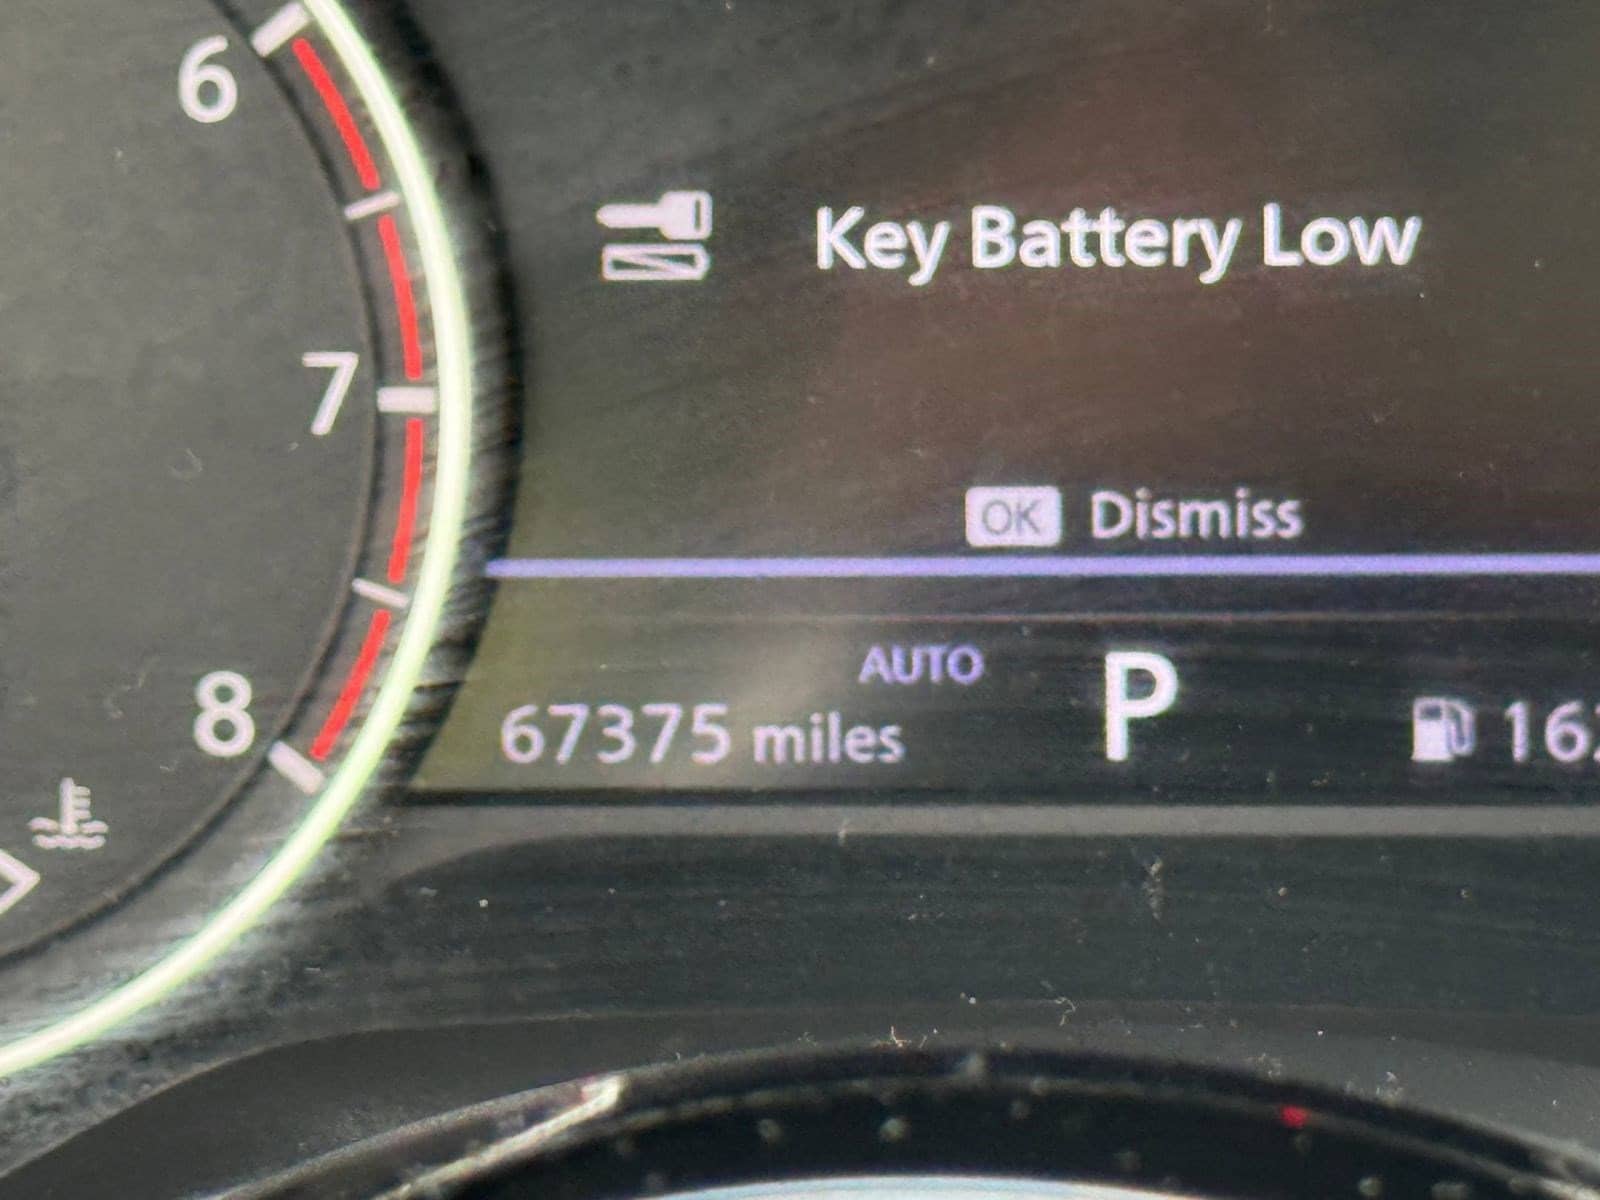 6
Key Battery Low
7
OK Dismiss
AUTO
P
8
67375 miles